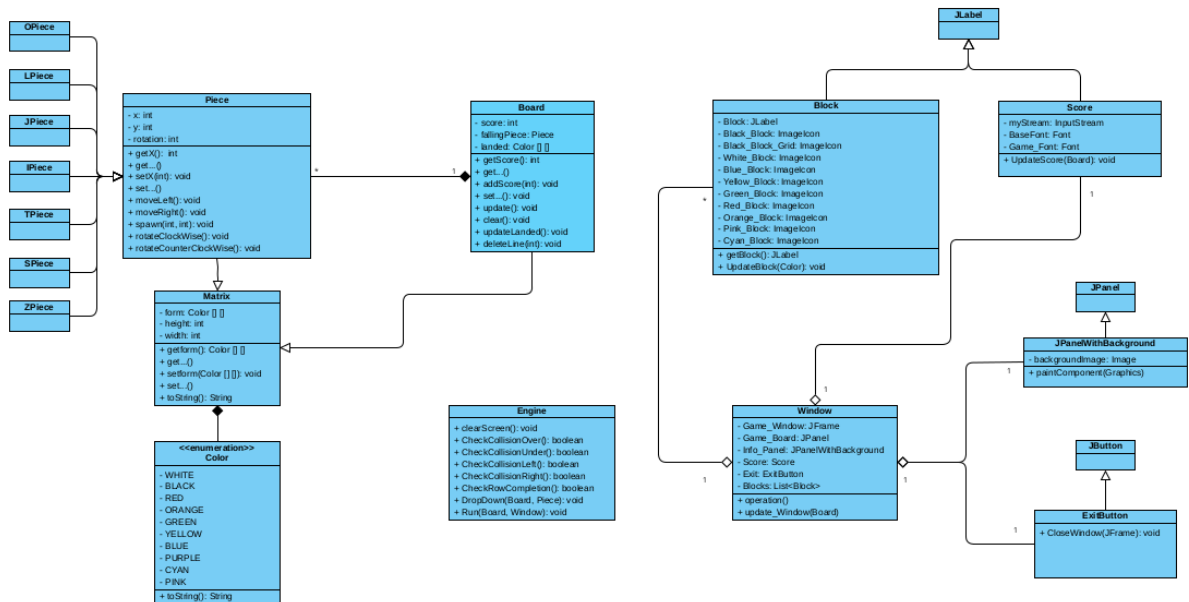 OPiece
LPiece
JPiece
IPiece
TPiece
SPiece
ZPiece
Piece
- x: int
- y: int
- rotation: int
+ getX(): int
+ get...()
+ setX(int): void
+ set...()
+ moveLeft(): void
+ moveRight(): void
+ spawn(int, int): void
+ rotateClockWise(): void
+ rotateCounterClockWise(): void
*
1
Board
- score: int
- fallingPiece: Piece
- landed: Color [] []
+ getScore(): int
+ get...()
+ addScore(int): void
+ set...(): void
+ update(): void
+ clear(): void
+ updateLanded(): void
+ deleteLine(int): void
Matrix
- form: Color [] []
- height: int
- width: int
+ getform(): Color [] []
+ get...()
+ setform(Color [] []): void
+ set...()
+ toString(): String
<<enumeration>>
Color
- WHITE
- BLACK
- RED
- ORANGE
- GREEN
- YELLOW
- BLUE
- PURPLE
- CYAN
- PINK
+ toString(): String
Engine
+ clearScreen(): void
+ CheckCollisionOver(): boolean
+ CheckCollisionUnder(): boolean
+ CheckCollisionLeft(): boolean
+ CheckCollisionRight(): boolean
+ CheckRowCompletion(): boolean
+ DropDown(Board, Piece): void
+ Run(Board, Window): void
JLabel
Block
- Block: JLabel
- Black_Block: ImageIcon
- Black_Block_Grid: ImageIcon
- White_Block: ImageIcon
- Blue_Block: ImageIcon
- Yellow_Block: ImageIcon
- Green_Block: ImageIcon
- Red_Block: ImageIcon
- Orange_Block: ImageIcon
- Pink_Block: ImageIcon
- Cyan_Block: ImageIcon
+ getBlock(): JLabel
+ UpdateBlock(Color): void
*
Score
- myStream: InputStream
- BaseFont: Font
- Game_Font: Font
+ UpdateScore(Board): void
1
JPanel
JPanelWithBackground
- backgroundImage: Image
+ paintComponent(Graphics)
1
1
Window
- Game_Window: JFrame
- Game_Board: JPanel
- Info_Panel: JPanelWithBackground
- Score: Score
- Exit: ExitButton
- Blocks: List<Block>
+ operation()
+ update_Window(Board)
1
1
JButton
ExitButton
+ CloseWindow(JFrame): void
1